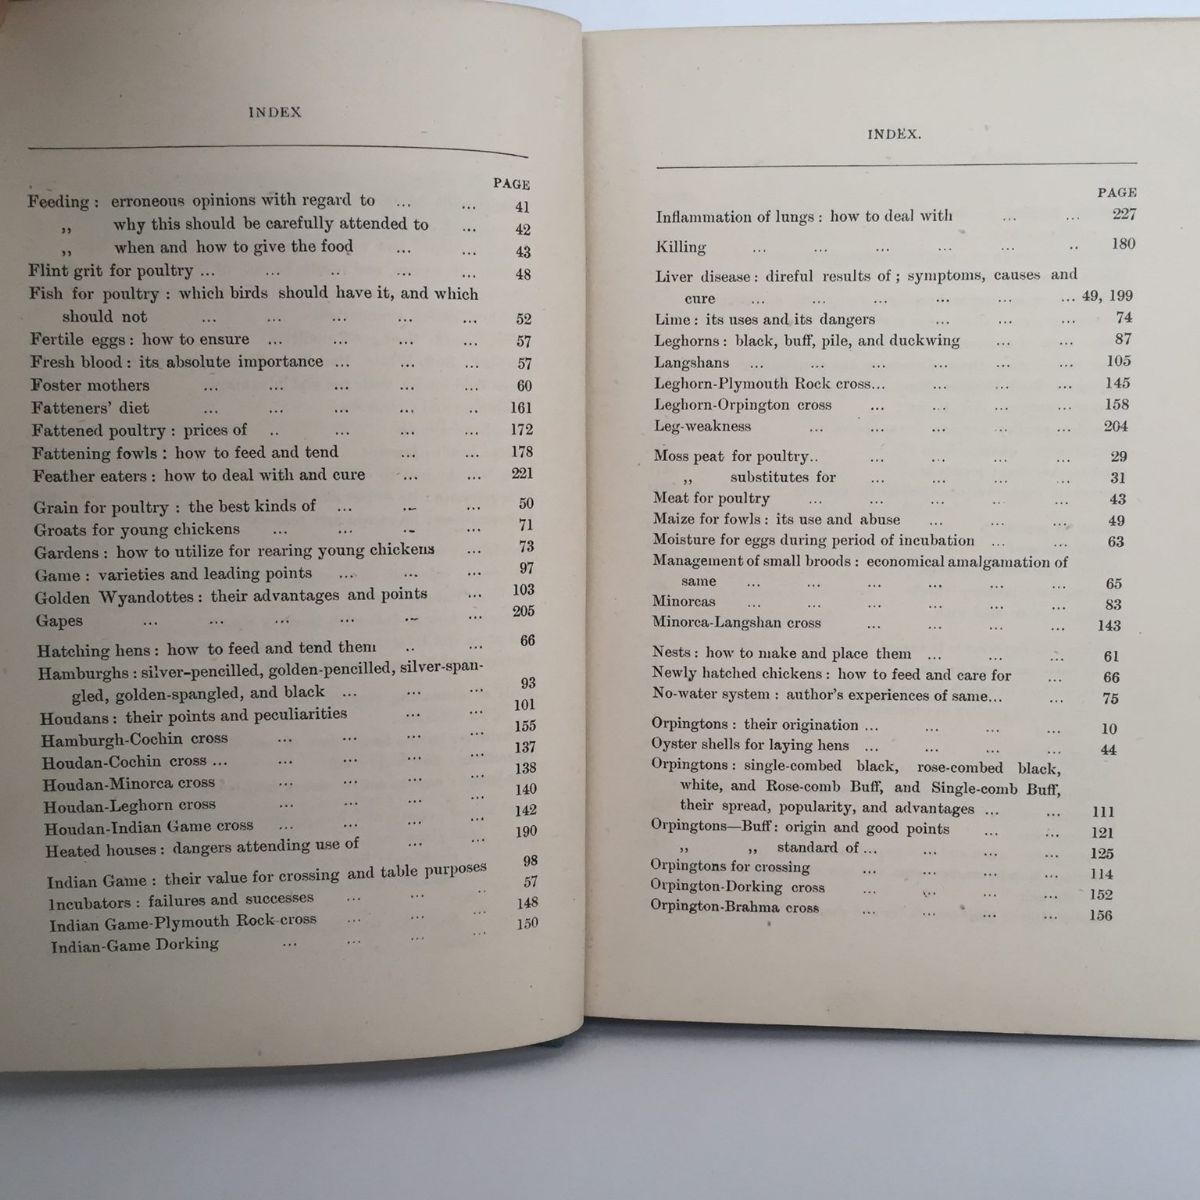 INDEX
PAGE
Feeding : erroneous opinions with regard to ... ... 41
,, why this should be carefully attended to ... 42
,, when and how to give the food ... ... 43
Flint grit for poultry ... ... .. ... ... 48
Fish for poultry : which birds should have it, and which
should not ... ... ... ... ... 52
Fertile eggs : how to ensure ... ... ... ... 57
Fresh blood : its absolute importance ... ... ... 57
Foster mothers ... ... ... ... ... 60
Fatteners' diet ... ... ... ... .. 161
Fattened poultry : prices of .. ... ... ... 172
Fattening fowls : how to feed and tend ... ... 178
Feather eaters : how to deal with and cure ... ... 221
Grain for poultry : the best kinds of ... ... ... 50
Groats for young chickens ... ... ... ... 71
Gardens : how to utilize for rearing young chickens ... 73
Game : varieties and leading points ... ... ... 97
Golden Wyandottes : their advantages and points ... 103
Gapes ... ... ... ... ... ... 205
Hatching hens : how to feed and tend them .. ... 66
Hamburghs : silver-pencilled, golden-pencilled, silver-span-
gled, golden-spangled, and black ... ... ... 93
Houdans : their points and peculiarities ... ... 101
Hamburgh-Cochin cross ... ... ... ... 155
Houdan-Cochin cross ... ... ... ... ... 137
Houdan-Minorca cross ... ... ... ... 138
Houdan-Leghorn cross ... ... ... ... 140
Houdan-Indian Game cross ... ... ... ... 142
Heated houses : dangers attending use of ... ... 190
Indian Game : their value for crossing and table purposes 98
Incubators : failures and successes ... ... .. 57
Indian Game-Plymouth Rock cross ... ... ... 148
Indian-Game Dorking ... ... ... ... 150
INDEX.
PAGE
Inflammation of lungs : how to deal with ... ... 227
Killing ... ... ... ... ... .. 180
Liver disease : direful results of ; symptoms, causes and
cure ... ... ... ... ... ... 49, 199
Lime : its uses and its dangers ... ... ... 74
Leghorns : black, buff, pile, and duckwing ... ... 87
Langshans ... ... ... ... ... ... 105
Leghorn-Plymouth Rock cross... ... ... ... 145
Leghorn-Orpington cross ... ... ... ... 158
Leg-weakness ... ... ... ... ... 204
Moss peat for poultry.. ... ... ... ... 29
,, substitutes for ... ... ... ... 31
Meat for poultry ... ... ... ... ... 43
Maize for fowls : its use and abuse ... ... ... 49
Moisture for eggs during period of incubation ... ... 63
Management of small broods : economical amalgamation of
same ... ... ... ... ... ... 65
Minorcas ... ... ... ... ... ... 83
Minorca-Langshan cross ... ... ... ... 143
Nests : how to make and place them ... ... ... 61
Newly hatched chickens : how to feed and care for ... 66
No-water system : author's experiences of same... ... 75
Orpingtons : their origination ... ... ... ... 10
Oyster shells for laying hens ... ... ... ... 44
Orpingtons : single-combed black, rose-combed black,
white, and Rose-comb Buff, and Single-comb Buff,
their spread, popularity, and advantages ... ... 111
Orpingtons—Buff : origin and good points ... ... 121
,, ,, standard of ... ... ... ... 125
Orpingtons for crossing ... ... ... ... 114
Orpington-Dorking cross ... ... ... ... 152
Orpington-Brahma cross ... ... ... ... 156